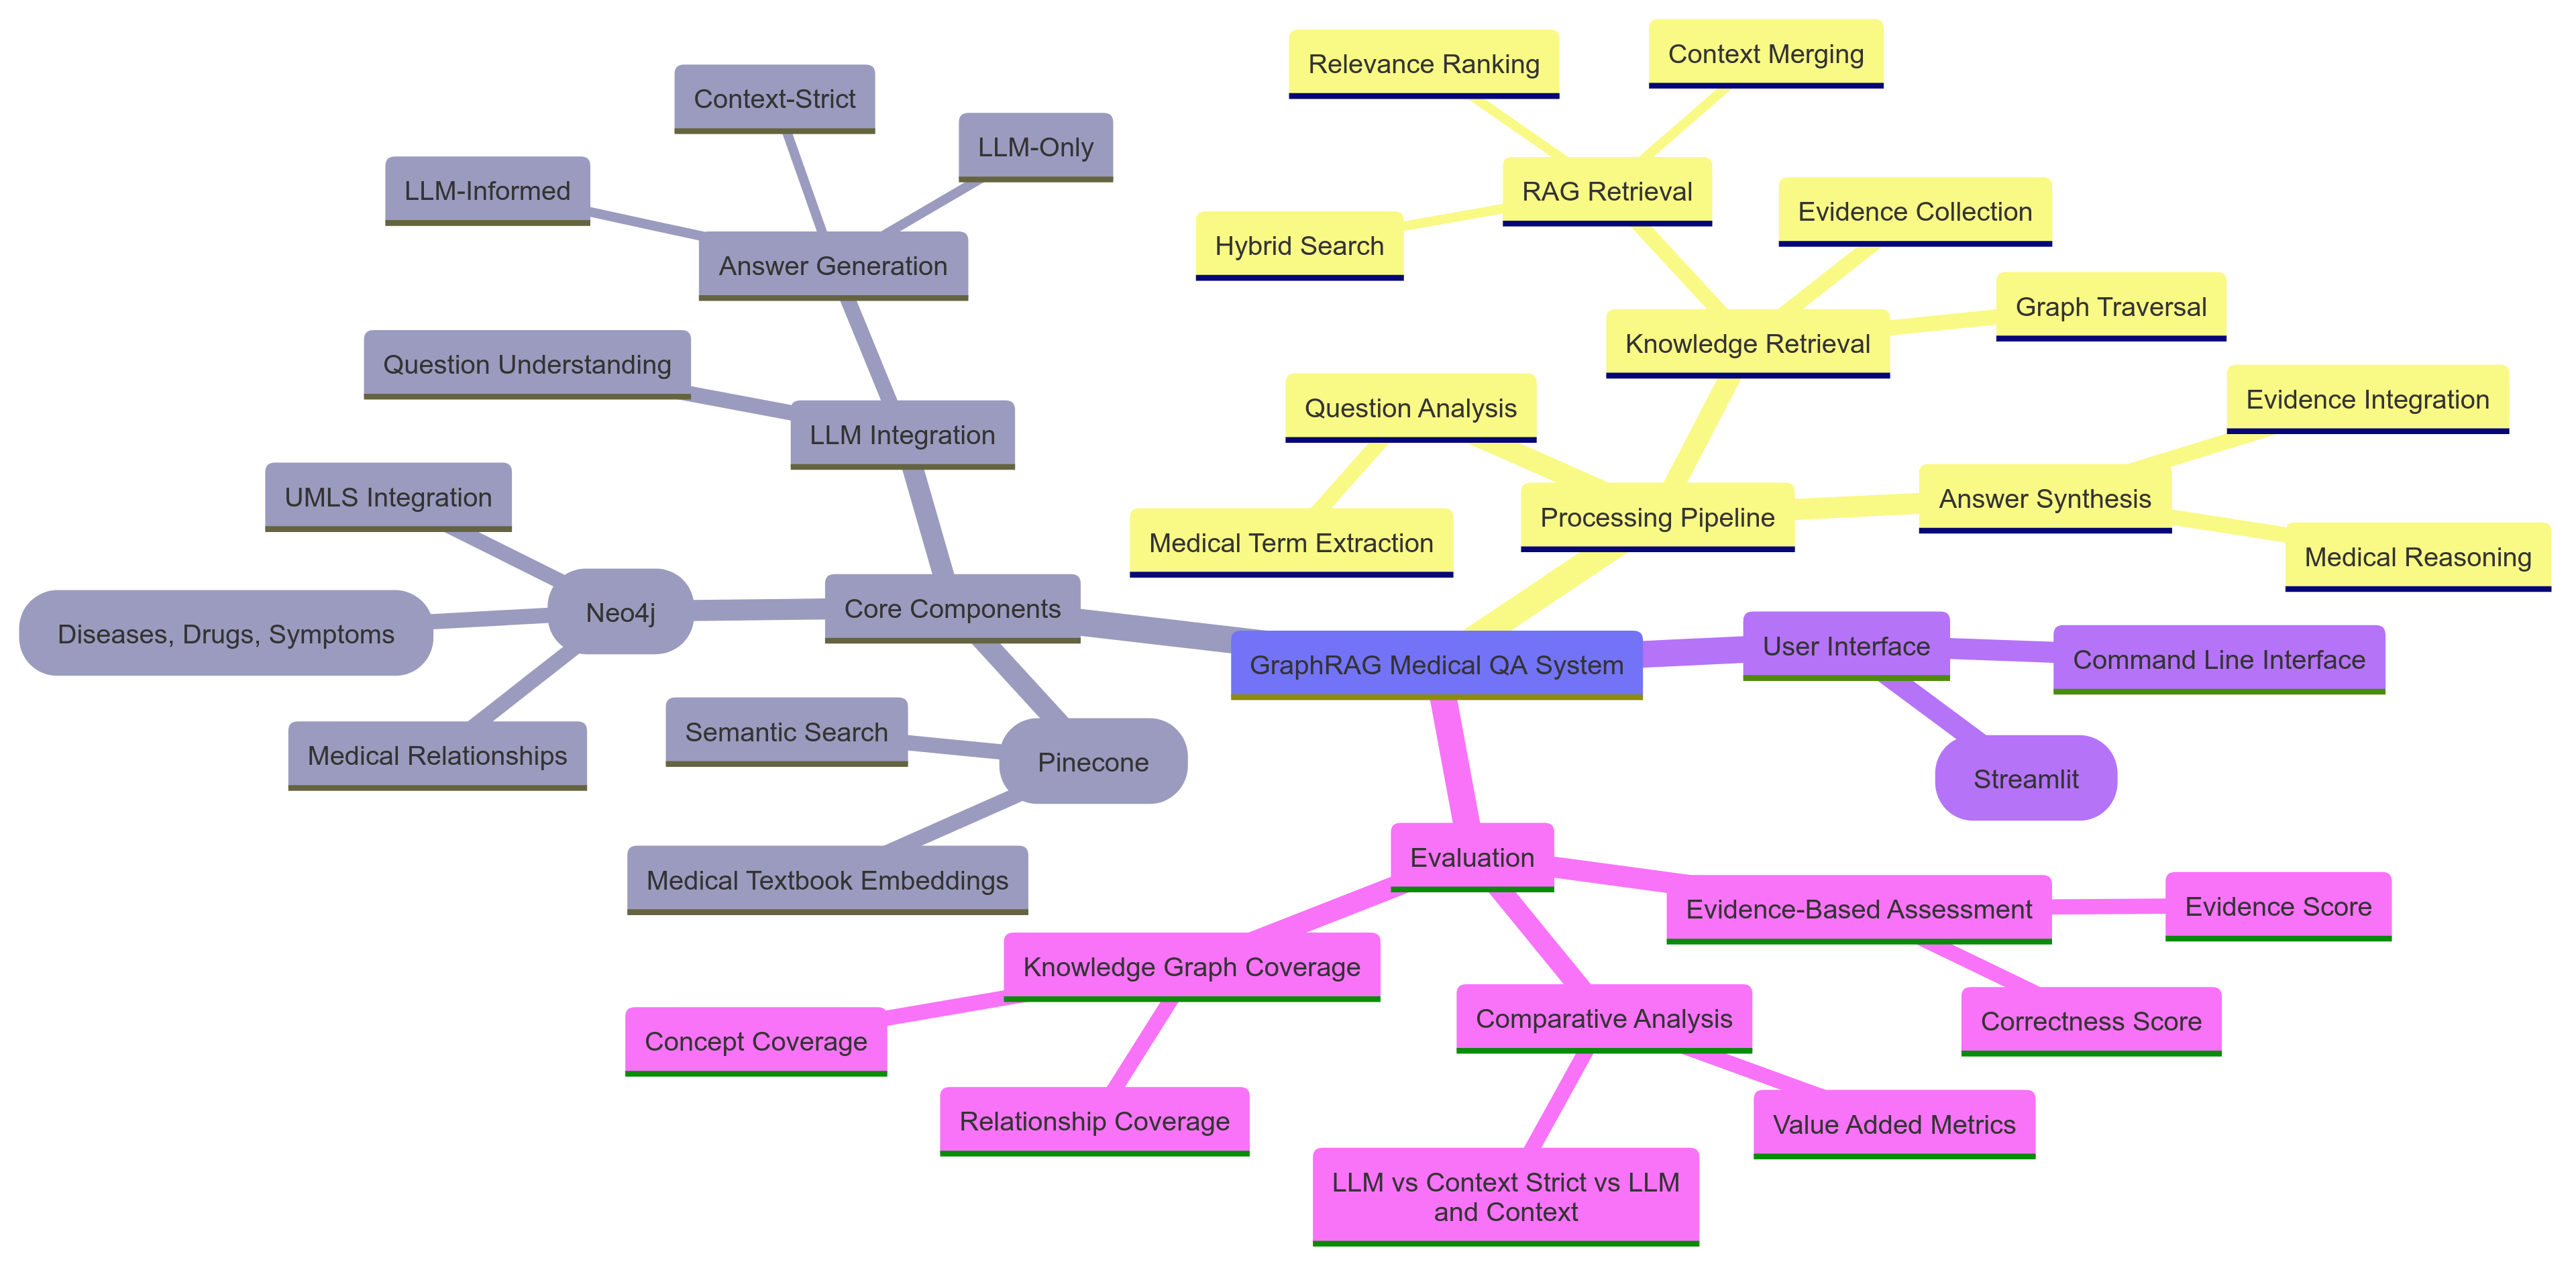 Context Merging
Relevance Ranking
Context-Strict
LLM-Only
LLM-Informed
RAG Retrieval
Evidence Collection
Hybrid Search
Answer Generation
Graph Traversal
Knowledge Retrieval
Question Understanding
Evidence Integration
Question Analysis
LLM Integration
UMLS Integration
Answer Synthesis
Processing Pipeline
Medical Term Extraction
Medical Reasoning
Core Components
Neo4j
Diseases, Drugs, Symptoms
User Interface
Command Line Interface
GraphRAG Medical QA System
Semantic Search
Medical Relationships
Pinecone
Streamlit
Evaluation
Medical Textbook Embeddings
Evidence Score
Evidence-Based Assessment
Knowledge Graph Coverage
Comparative Analysis
Correctness Score
Concept Coverage
Relationship Coverage
Value Added Metrics
LLM vs Context Strict vs LLM
and Context